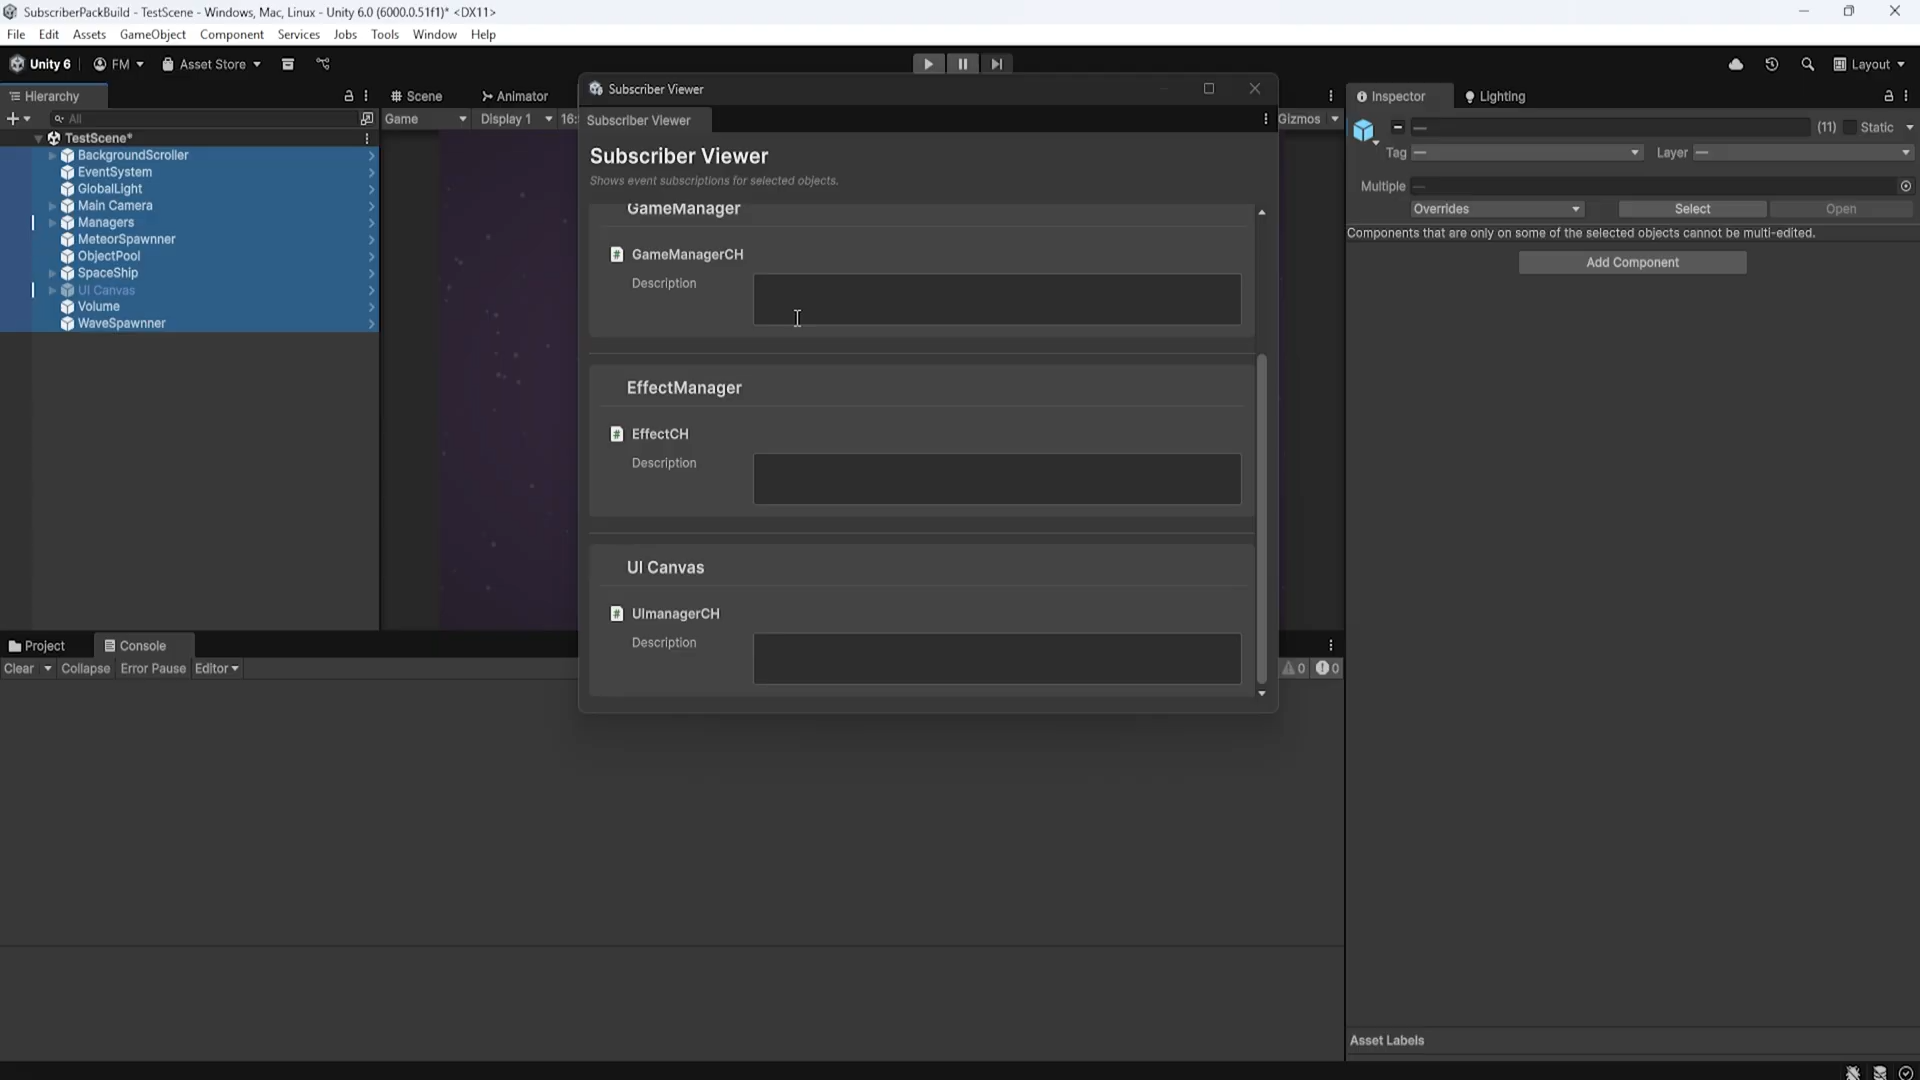 SubscriberPackBuild - TestScene - Windows, Mac, Linux - Unity 6.0 (6000.0.51f1)* <DX11>
File Edit Assets GameObject Component Services Jobs Tools Window Help
Unity 6 FM Asset Store Layout
Hierarchy
All
TestScene*
BackgroundScroller
EventSystem
GlobalLight
Main Camera
Managers
MeteorSpawnner
ObjectPool
SpaceShip
UI Canvas
Volume
WaveSpawnner
Scene Animator
Game Display 1 16:
Gizmos
Subscriber Viewer
Subscriber Viewer
Subscriber Viewer
Shows event subscriptions for selected objects.
GameManager
GameManagerCH
Description
EffectManager
EffectCH
Description
UI Canvas
UImanagerCH
Description
Inspector Lighting
— (11) Static
Tag — Layer —
Multiple —
Overrides Select Open
Components that are only on some of the selected objects cannot be multi-edited.
Add Component
Project Console
Clear Collapse Error Pause Editor
0 0
Asset Labels